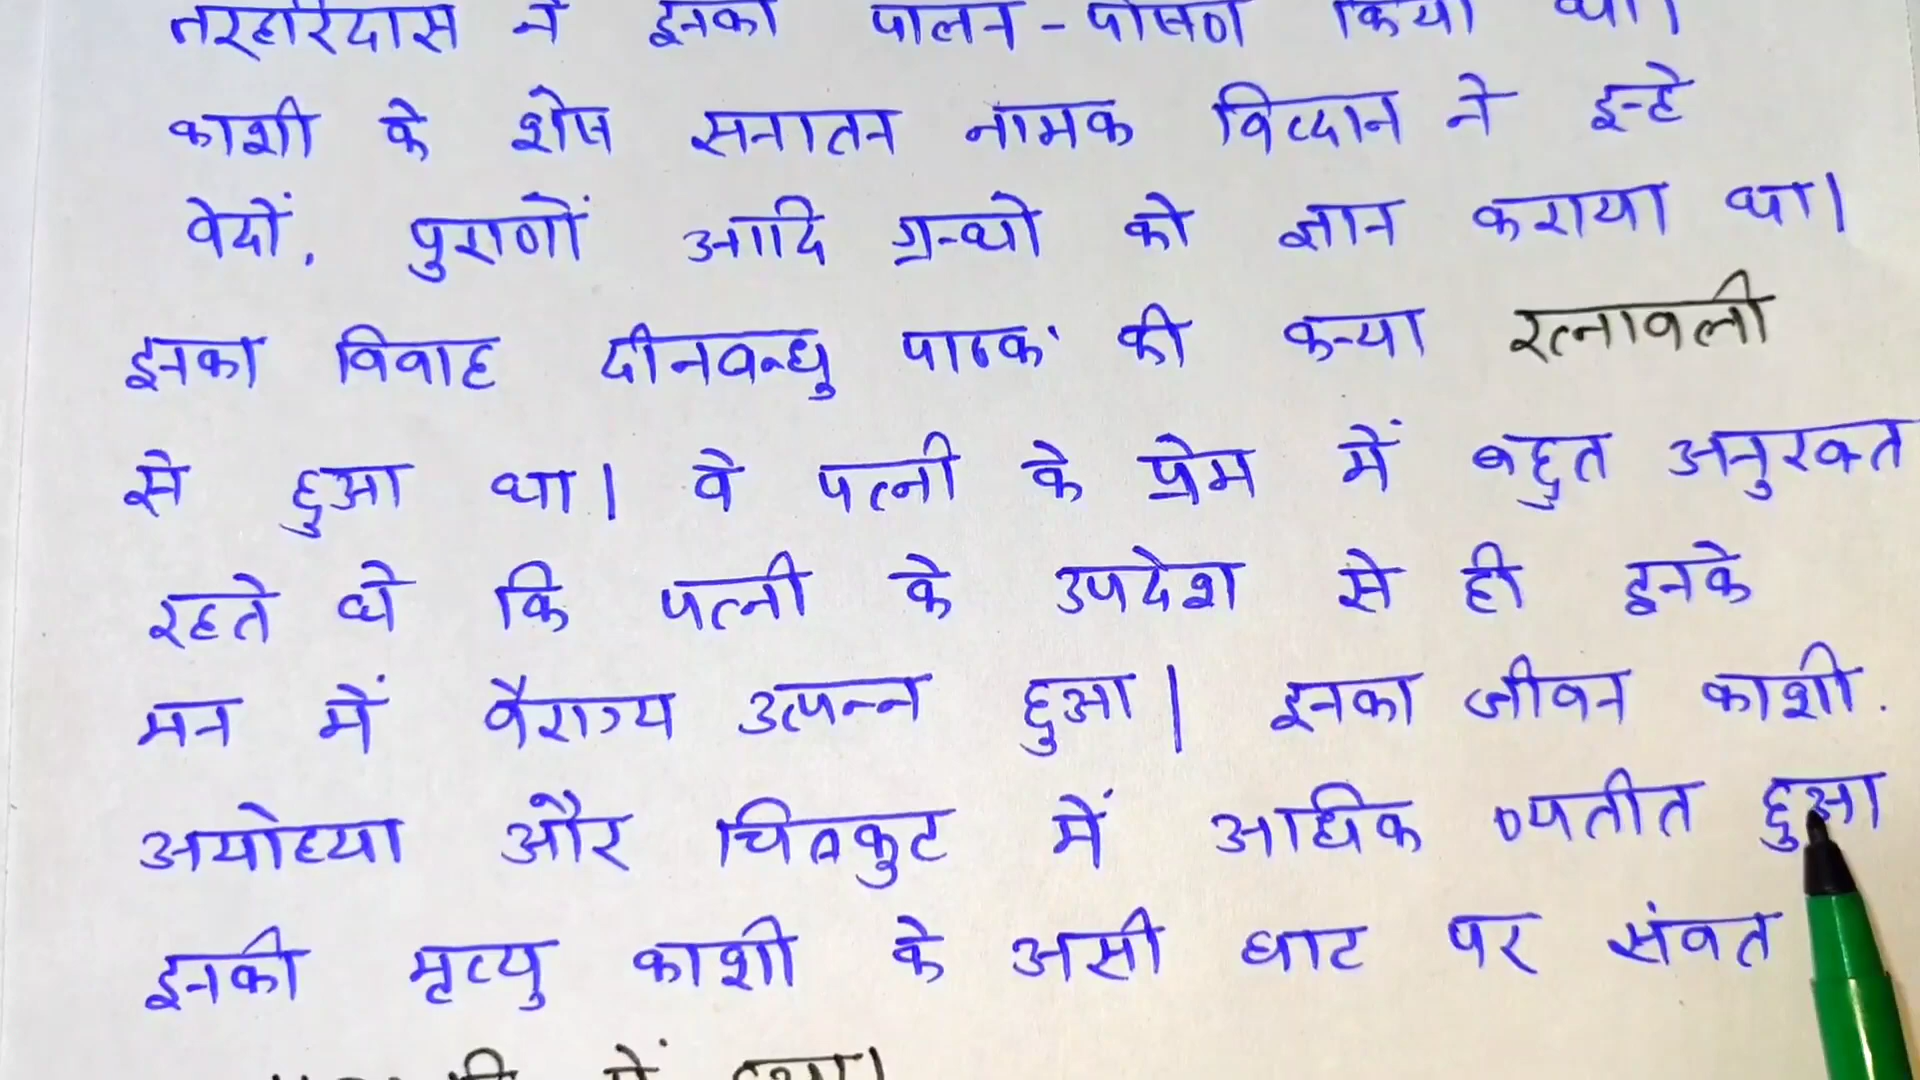 नरहरिदास ने इनका पालन-पोषण किया था।
काशी के शेष सनातन नामक विव्दान ने इन्हे
वेदों, पुराणों आदि ग्रन्थो को ज्ञान कराया था।
इनका विवाह दीनबन्धु पाठक की कन्या रत्नावली
से हुआ था। वे पत्नी के प्रेम में बहुत अनुरक्त
रहते थे कि पत्नी के उपदेश से ही इनके
मन में वैराग्य उत्पन्न हुआ। इनका जीवन काशी.
अयोध्या और चित्रकुट में अधिक व्यतीत हुआ
इनकी मृत्यु काशी के असी घाट पर संवत
में